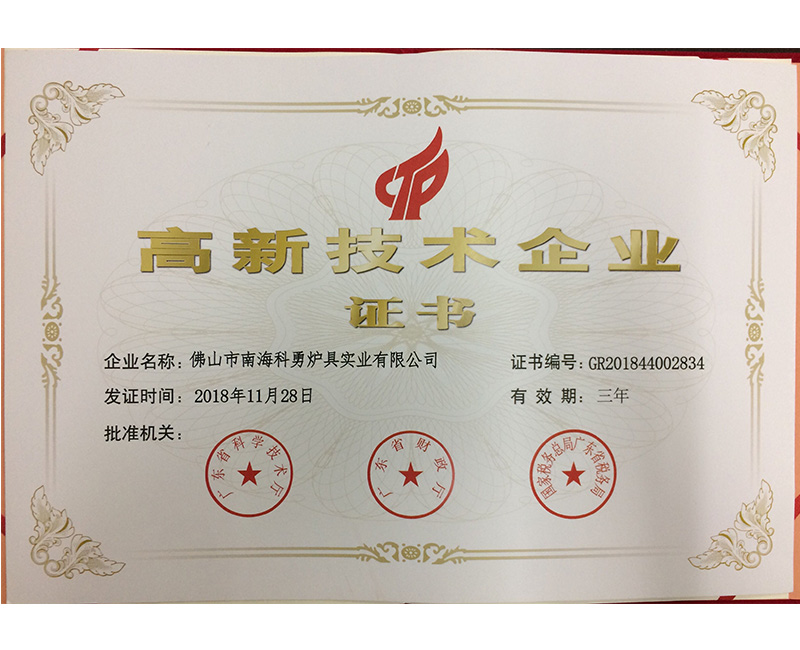 CTP
高新技术企业
证书
企业名称：佛山市南海科勇炉具实业有限公司
证书编号：GR201844002834
发证时间：2018年11月28日
有效期：三年
批准机关：
广东省科学技术厅
广东省财政厅
国家税务总局广东省税务局